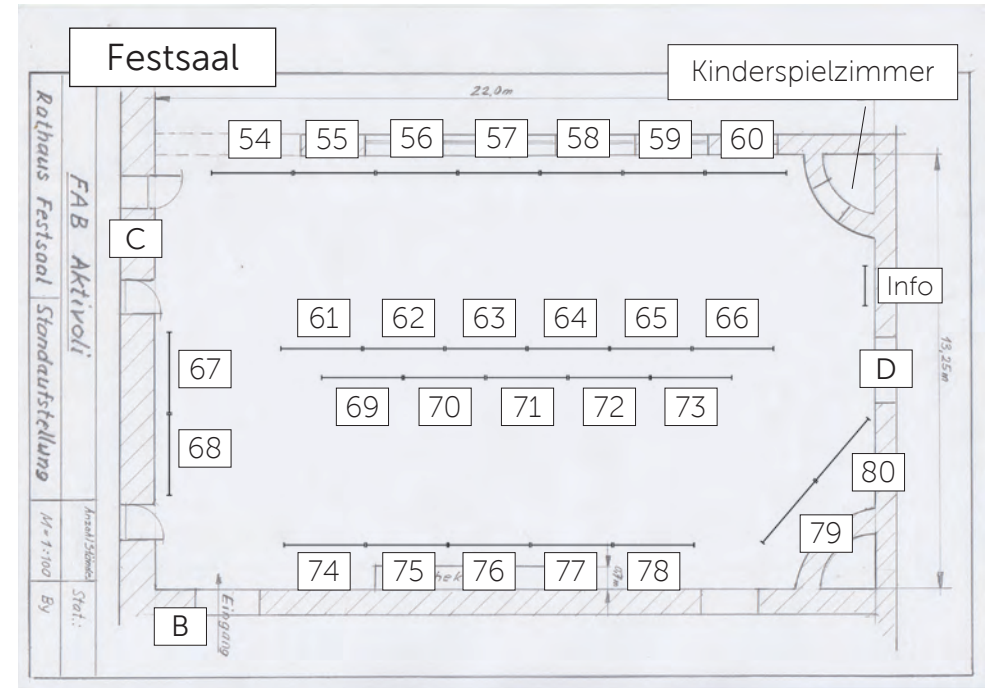 Festsaal
Kinderspielzimmer
22,0m
54 55 56 57 58 59 60
C
Info
61 62 63 64 65 66
D
13,25m
67
69 70 71 72 73
68
80
79
74 75 76 77 78
B
Eingang
Rathaus Festsaal Standaufstellung
FAB Aktivoli
M=1:100 By
Anzahl Stände:
Stat.: